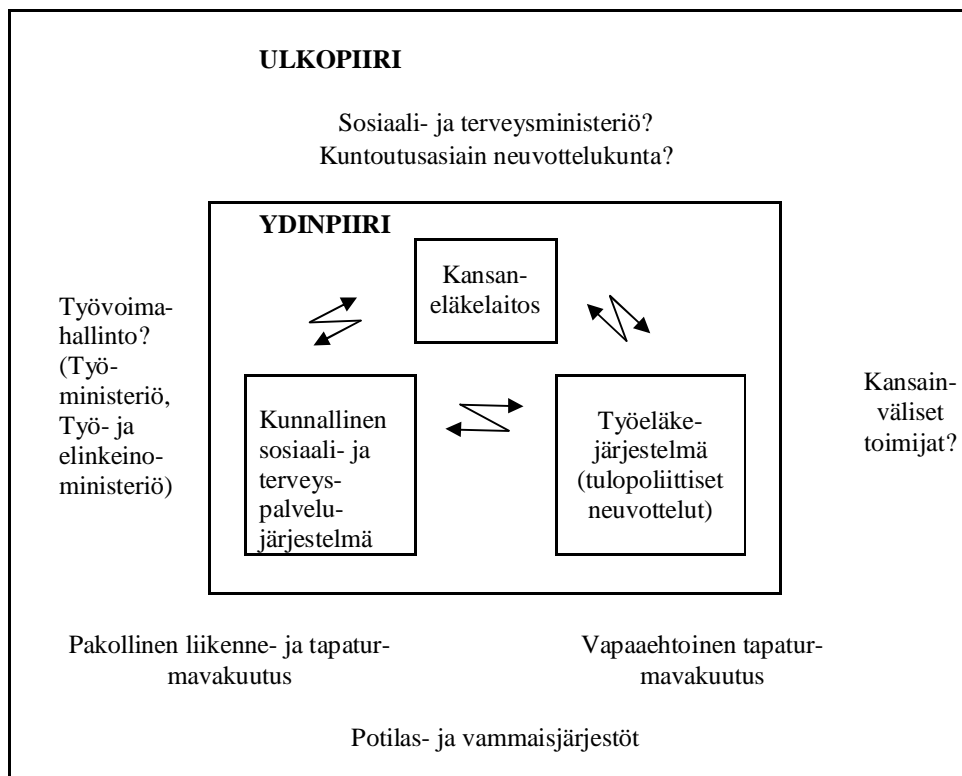 ULKOPIIRI
Sosiaali- ja terveysministeriö?
Kuntoutusasiain neuvottelukunta?
YDINPIIRI
Kansan-
eläkelaitos
Työvoima-
hallinto?
(Työ-
ministeriö,
Työ- ja
elinkeino-
ministeriö)
Kunnallinen
sosiaali- ja
terveys-
palvelu-
järjestelmä
Työeläke-
järjestelmä
(tulopoliittiset
neuvottelut)
Kansain-
väliset
toimijat?
Pakollinen liikenne- ja tapatur-
mavakuutus
Vapaaehtoinen tapatur-
mavakuutus
Potilas- ja vammaisjärjestöt